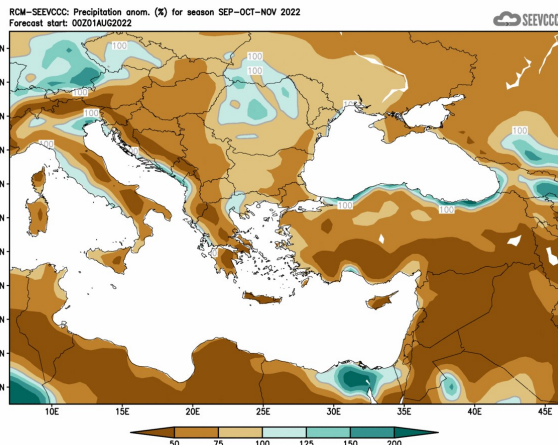 RCM-SEEVCCC: Precipitation anom. (%) for season SEP-OCT-NOV 2022
Forecast start: 00Z01AUG2022
SEEVCCC
100
100
100
100
100
100
100
100
100
10E 15E 20E 25E 30E 35E 40E 45E
50 75 100 125 150 200